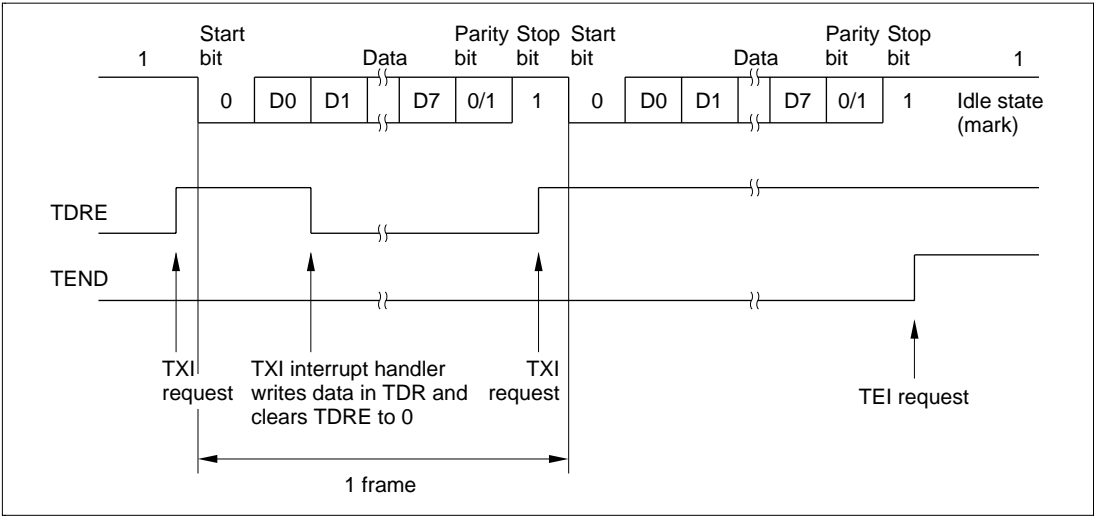 Start Parity Stop Start Parity Stop
1 bit Data bit bit bit Data bit bit 1
0 D0 D1 D7 0/1 1 0 D0 D1 D7 0/1 1 Idle state
(mark)
TDRE
TEND
TXI TXI interrupt handler TXI
request writes data in TDR and request
clears TDRE to 0
TEI request
1 frame